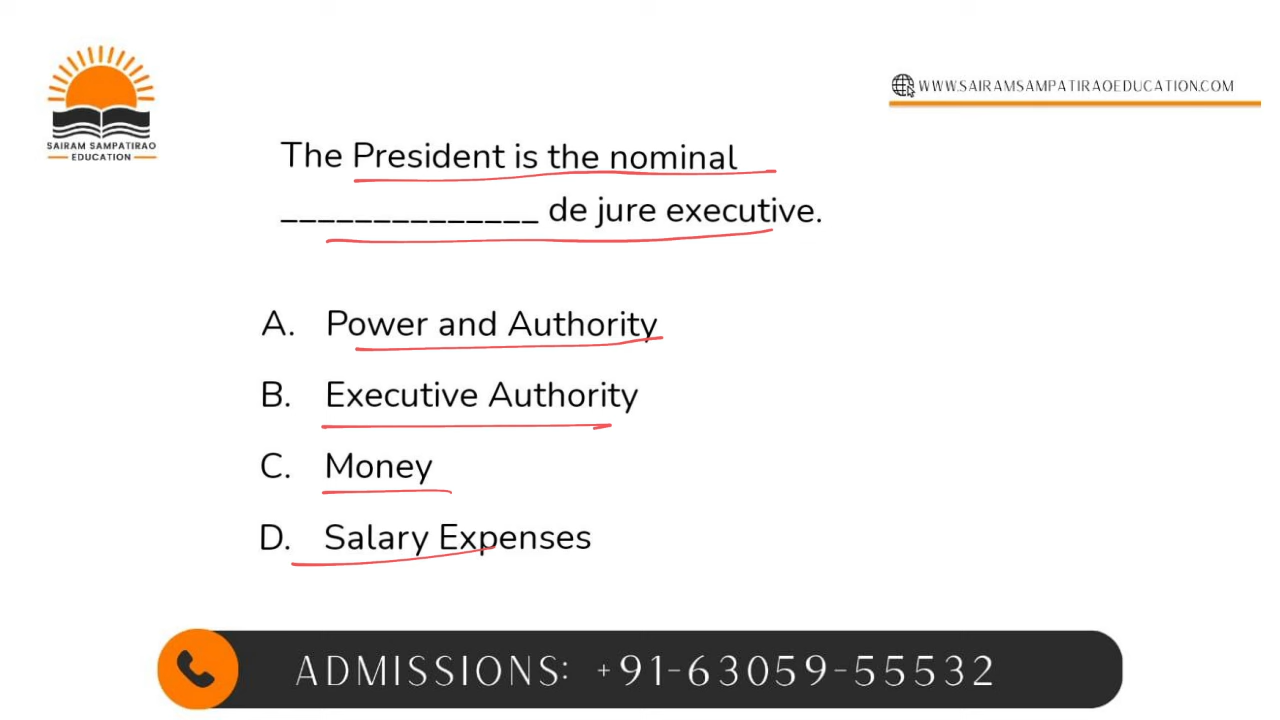 SAIRAM SAMPATIRAO
EDUCATION
WWW.SAIRAMSAMPATIRAOEDUCATION.COM
The President is the nominal
______________ de jure executive.
A. Power and Authority
B. Executive Authority
C. Money
D. Salary Expenses
ADMISSIONS: +91-63059-55532